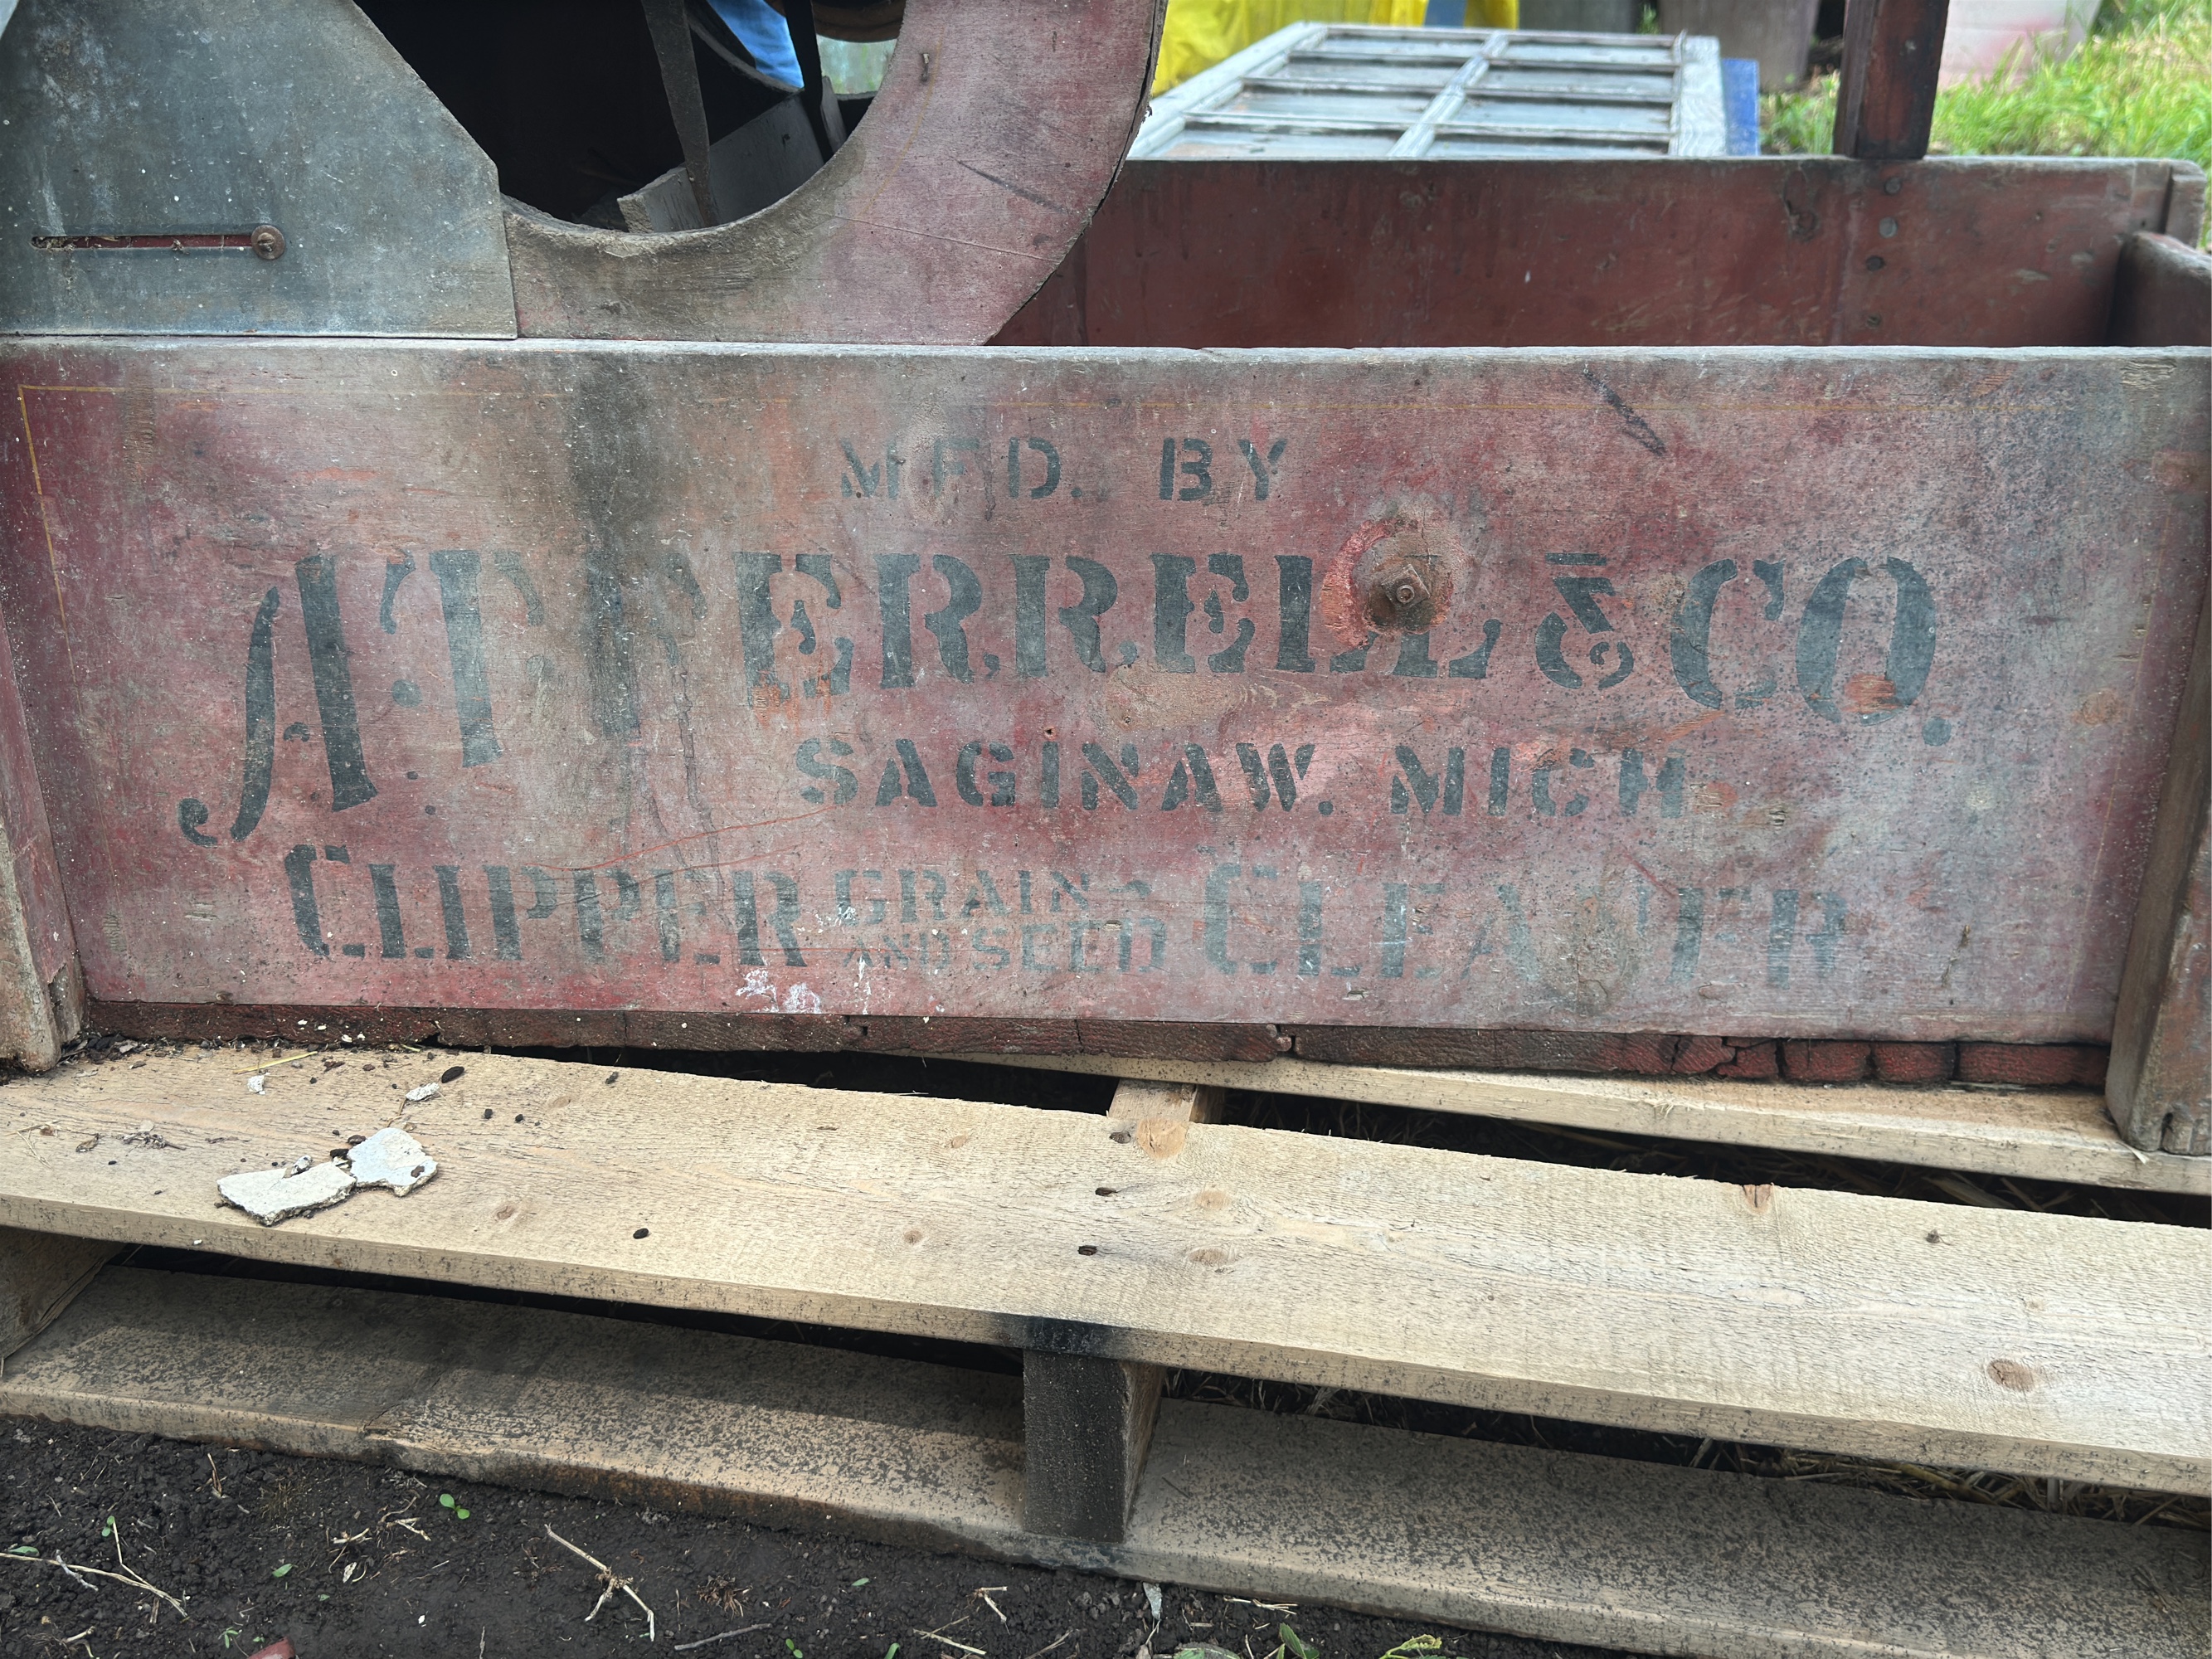 MFD. BY
A.T. FERRELL & CO.
SAGINAW. MICH
CLIPPER GRAIN AND SEED CLEANER